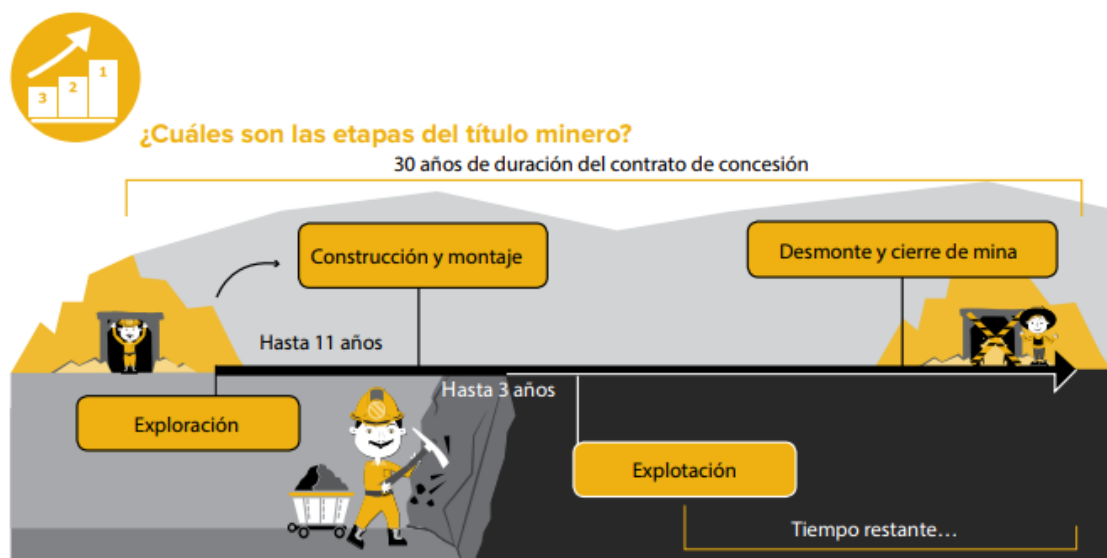 3
2
1
¿Cuáles son las etapas del título minero?
30 años de duración del contrato de concesión
Construcción y montaje
Desmonte y cierre de mina
Hasta 11 años
Hasta 3 años
Exploración
Explotación
Tiempo restante…